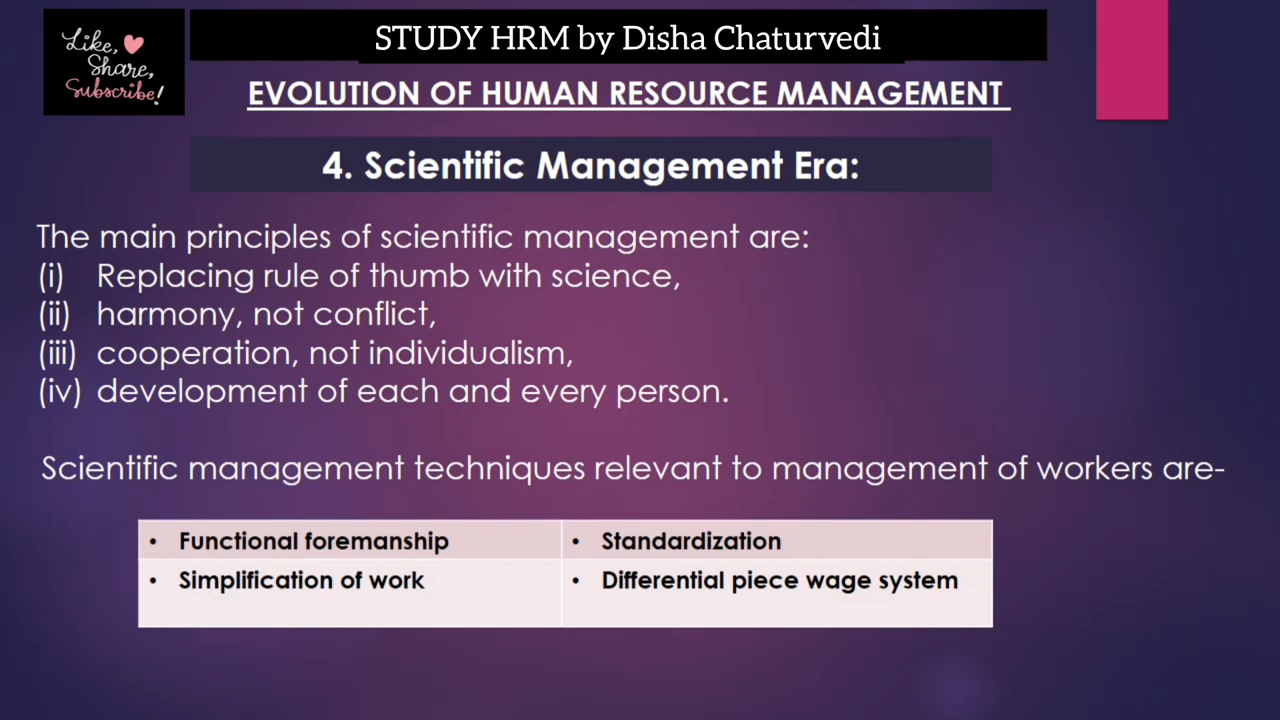 Like,
Share,
Subscribe!
STUDY HRM by Disha Chaturvedi
EVOLUTION OF HUMAN RESOURCE MANAGEMENT
4. Scientific Management Era:
The main principles of scientific management are:
(i) Replacing rule of thumb with science,
(ii) harmony, not conflict,
(iii) cooperation, not individualism,
(iv) development of each and every person.
Scientific management techniques relevant to management of workers are-
• Functional foremanship • Standardization
• Simplification of work • Differential piece wage system